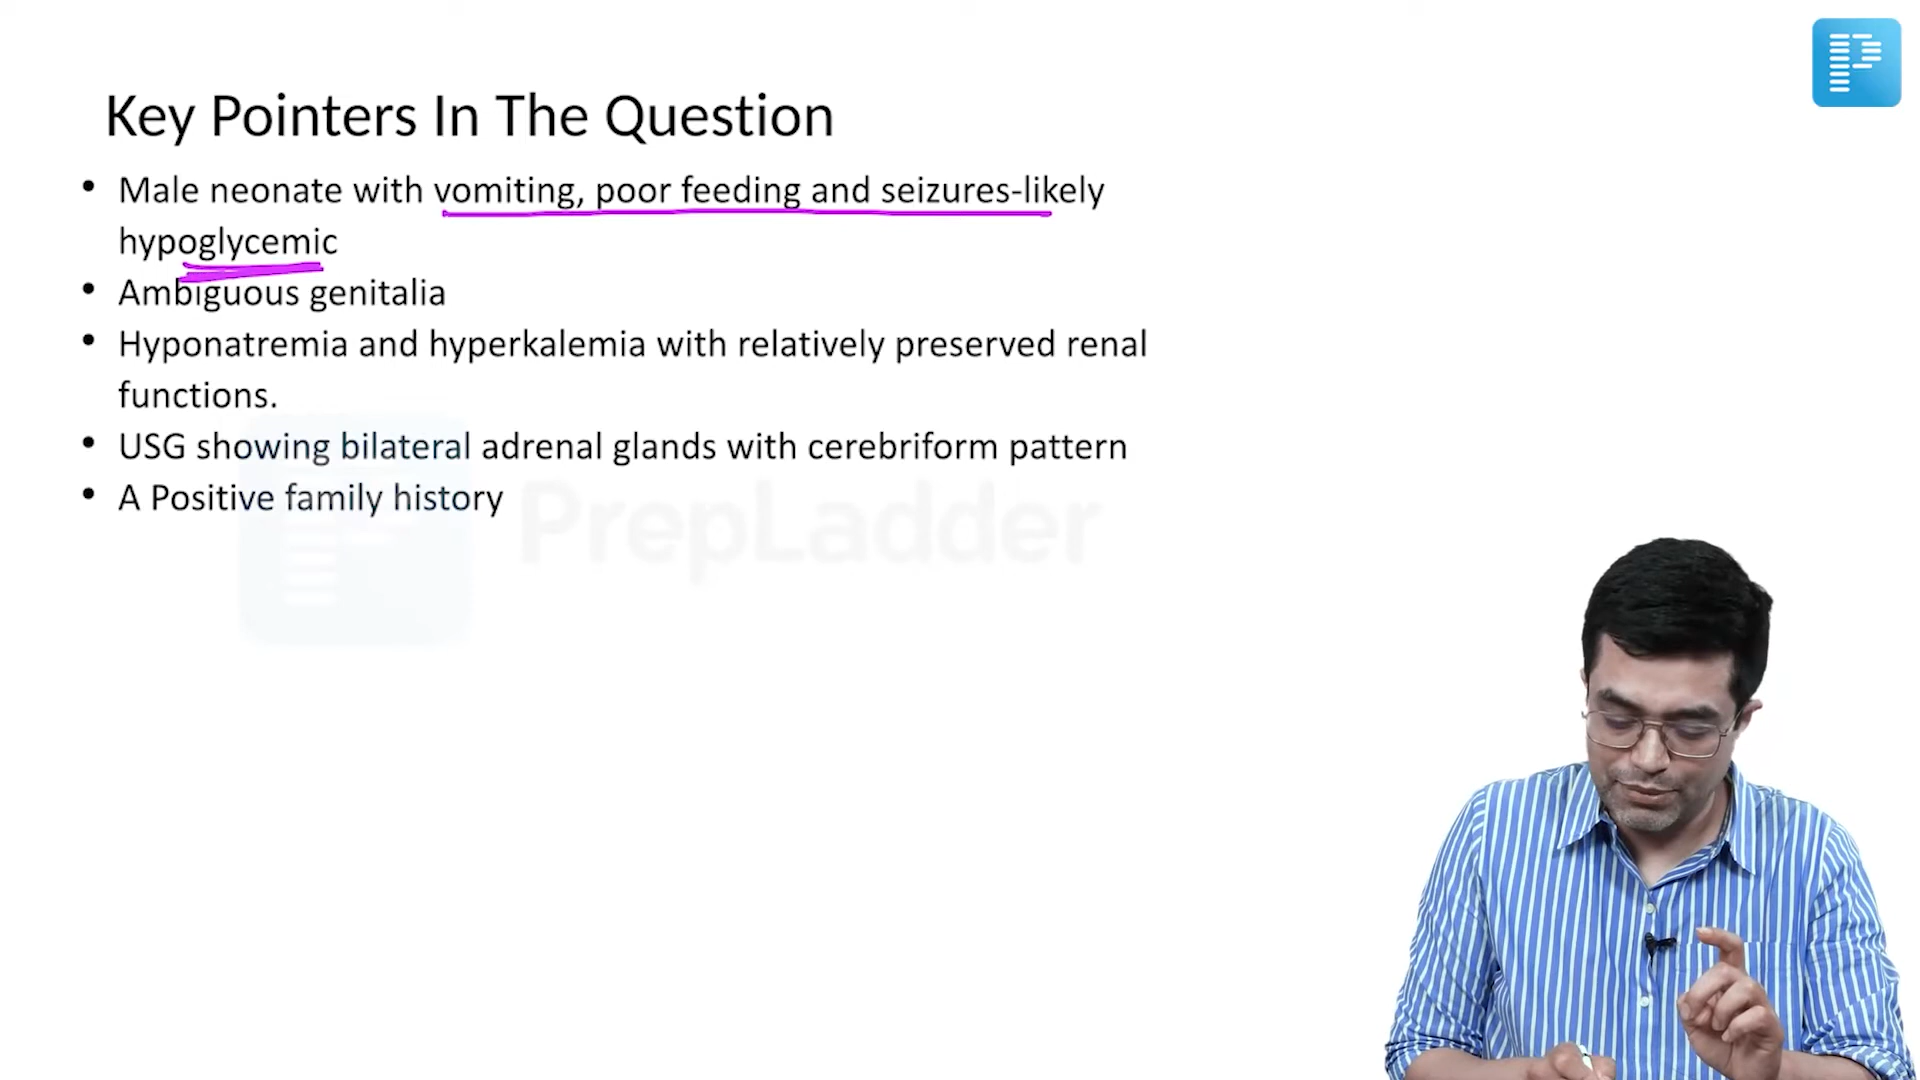 Key Pointers In The Question
• Male neonate with vomiting, poor feeding and seizures-likely
hypoglycemic
• Ambiguous genitalia
• Hyponatremia and hyperkalemia with relatively preserved renal
functions.
• USG showing bilateral adrenal glands with cerebriform pattern
• A Positive family history
PrepLadder